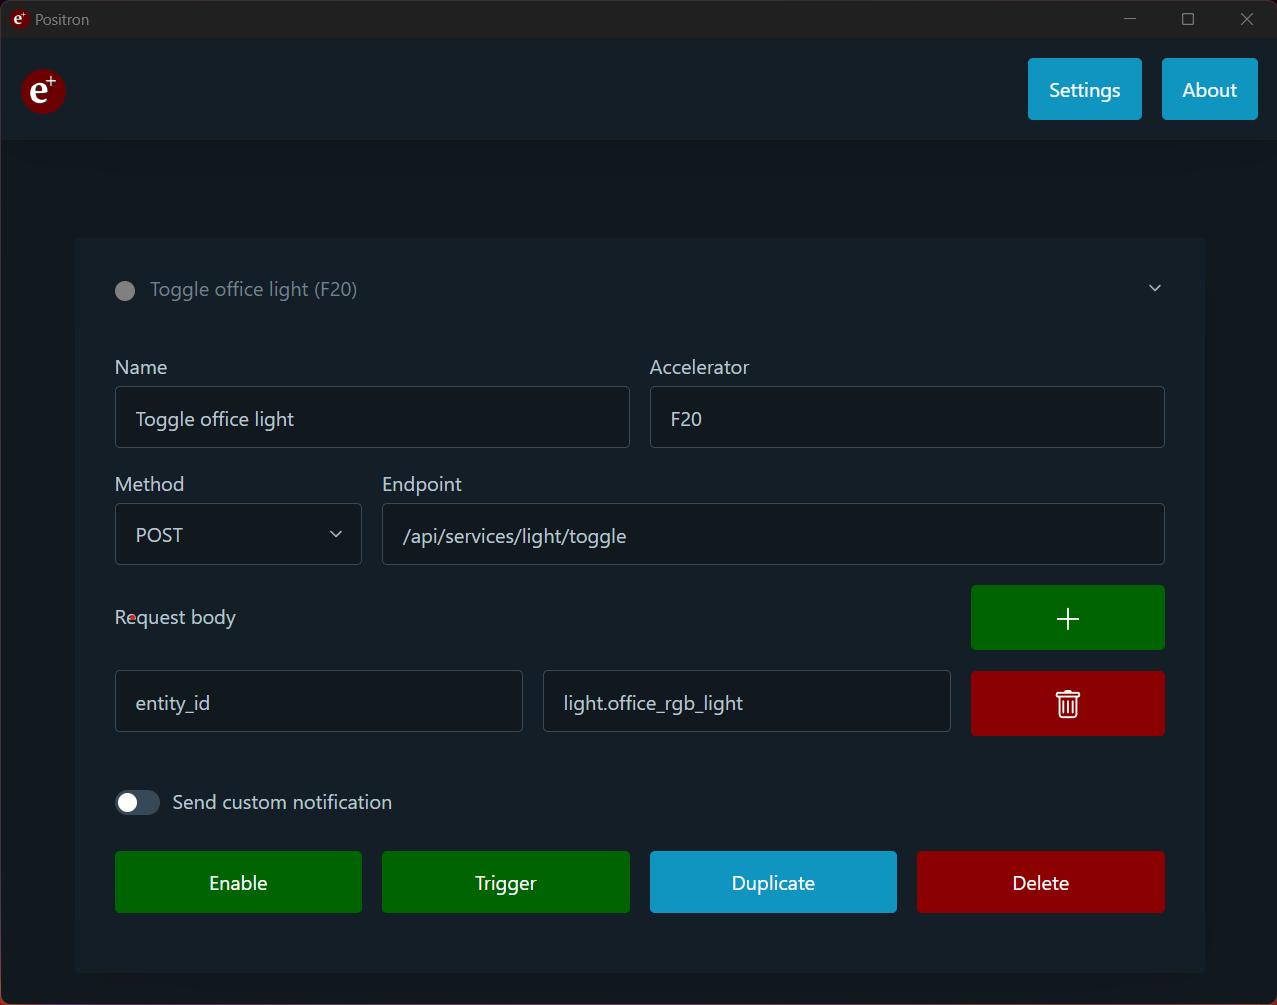 e+ Positron
e+
Settings About
Toggle office light (F20)
Name Accelerator
Toggle office light F20
Method Endpoint
POST /api/services/light/toggle
Request body
entity_id light.office_rgb_light
Send custom notification
Enable Trigger Duplicate Delete